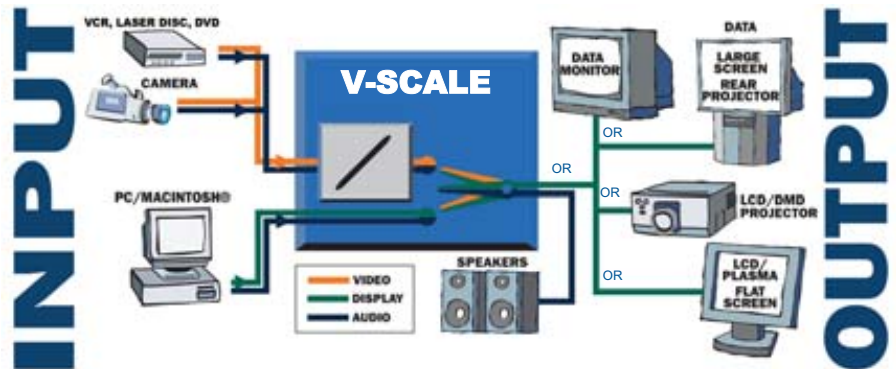 INPUT
VCR, LASER DISC, DVD
CAMERA
PC/MACINTOSH®
V-SCALE
VIDEO
DISPLAY
AUDIO
SPEAKERS
OR
DATA
MONITOR
DATA
LARGE
SCREEN
REAR
PROJECTOR
OR
OR
LCD/DMD
PROJECTOR
OR
LCD/
PLASMA
FLAT
SCREEN
OUTPUT